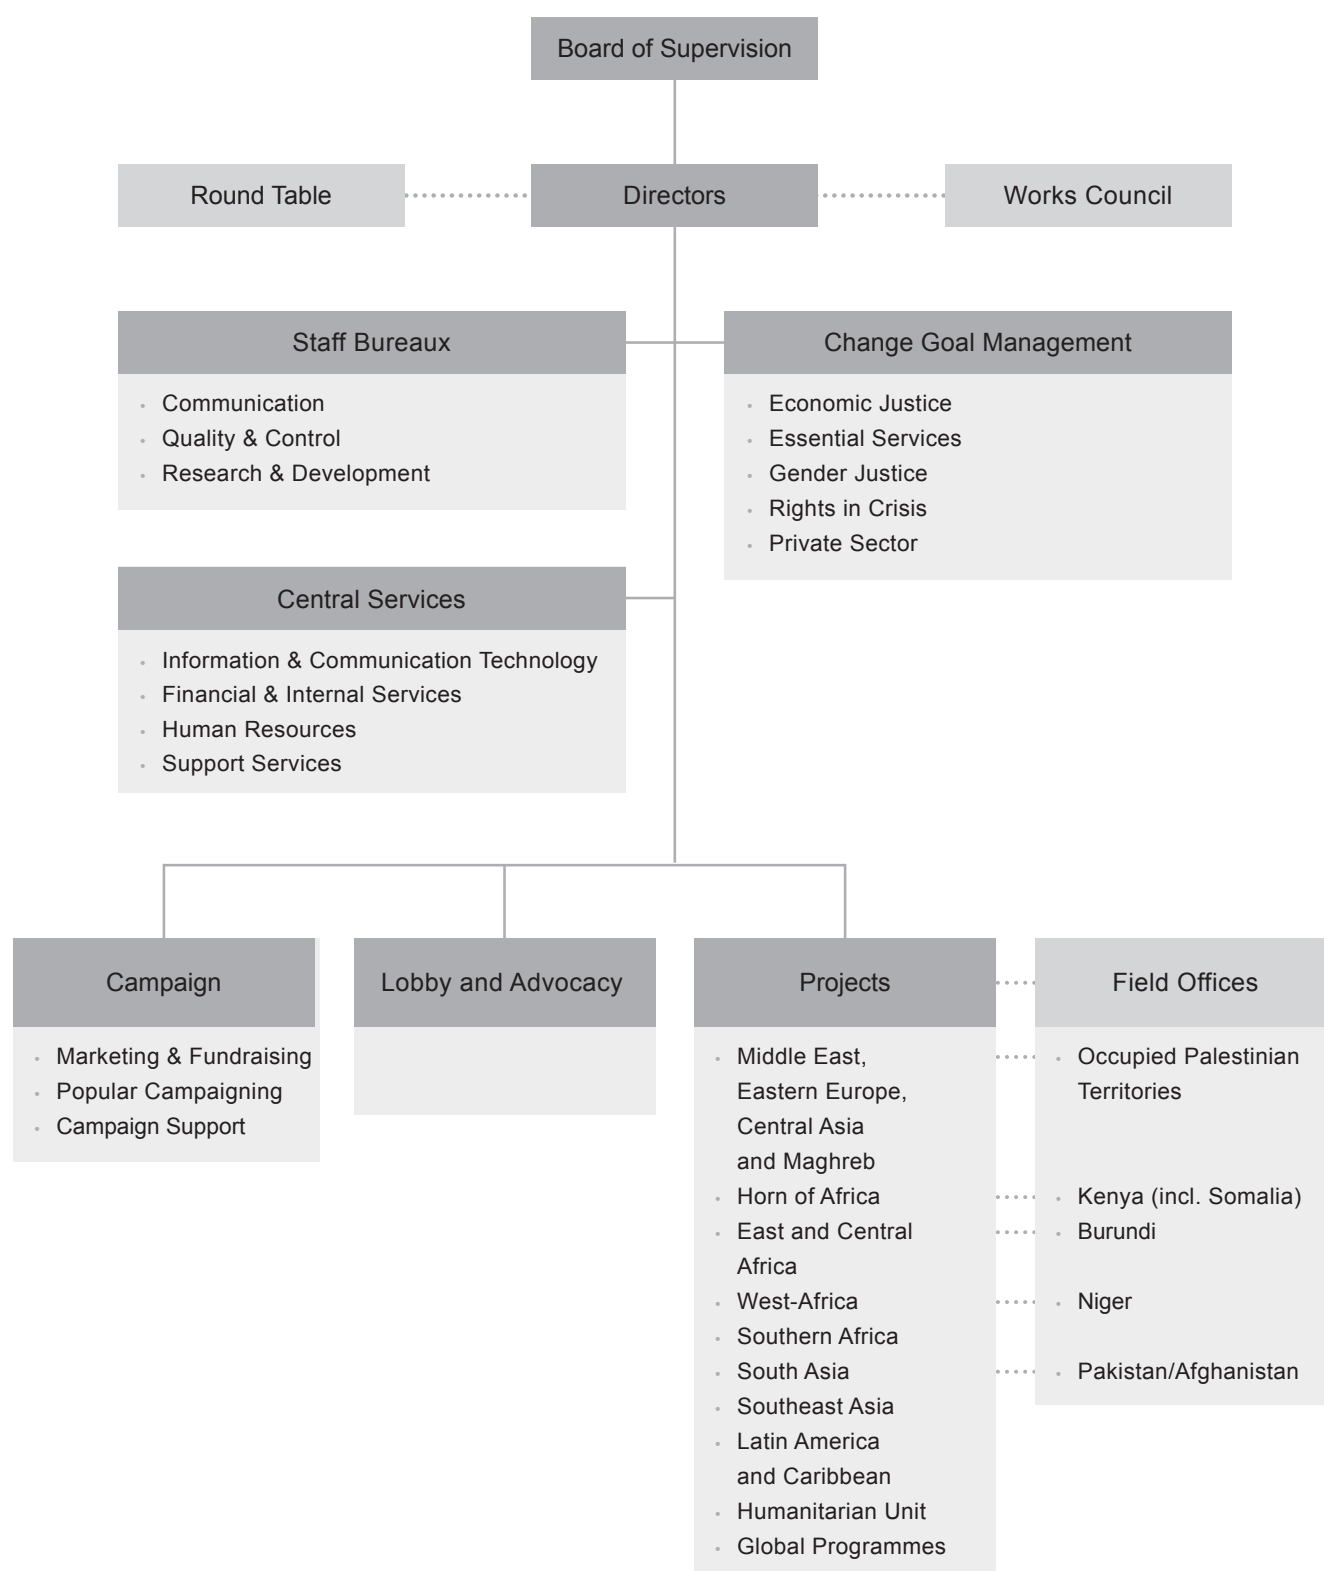 Board of Supervision
Round Table
Directors
Works Council
Staff Bureaux
· Communication
· Quality & Control
· Research & Development
Change Goal Management
· Economic Justice
· Essential Services
· Gender Justice
· Rights in Crisis
· Private Sector
Central Services
· Information & Communication Technology
· Financial & Internal Services
· Human Resources
· Support Services
Campaign
· Marketing & Fundraising
· Popular Campaigning
· Campaign Support
Lobby and Advocacy
Projects
· Middle East,
Eastern Europe,
Central Asia
and Maghreb
· Horn of Africa
· East and Central
Africa
· West-Africa
· Southern Africa
· South Asia
· Southeast Asia
· Latin America
and Caribbean
· Humanitarian Unit
· Global Programmes
Field Offices
· Occupied Palestinian
Territories
· Kenya (incl. Somalia)
· Burundi
· Niger
· Pakistan/Afghanistan